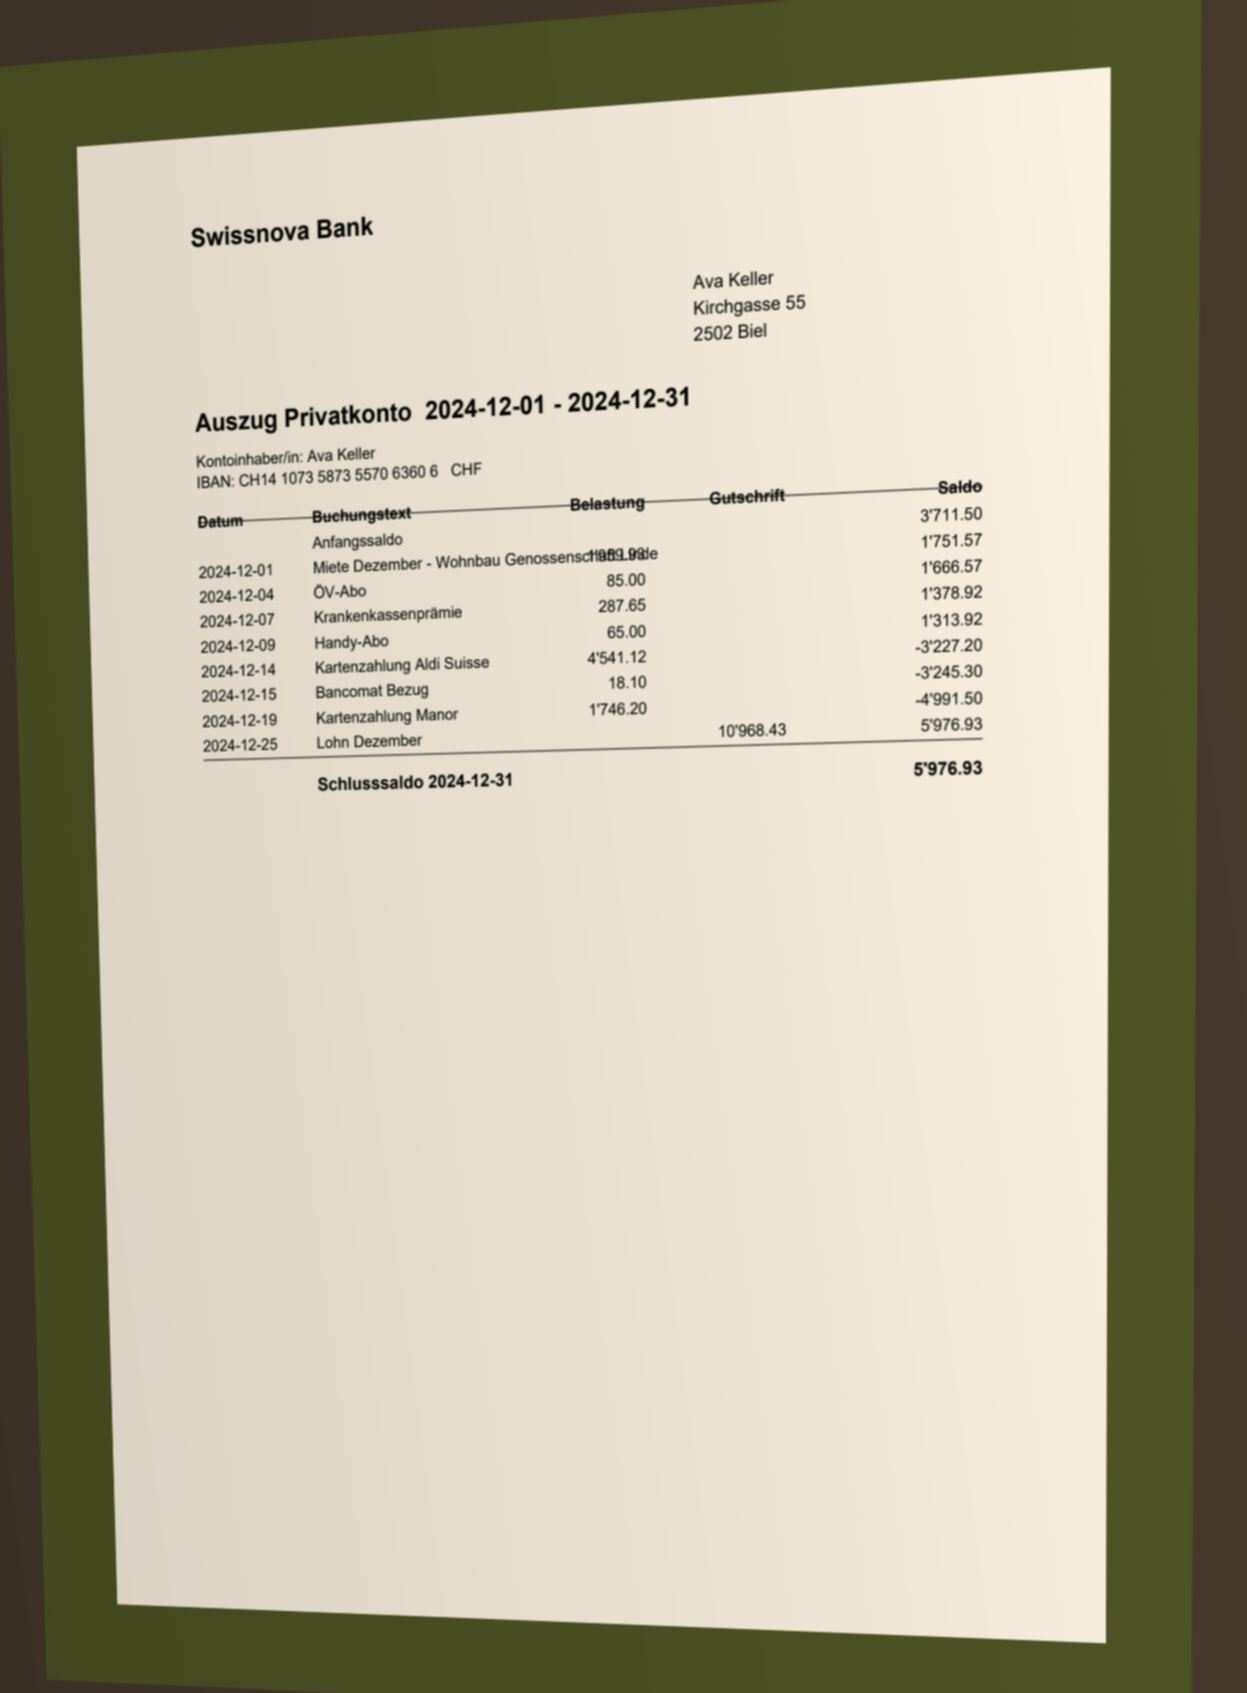 Swissnova Bank
Ava Keller
Kirchgasse 55
2502 Biel
Auszug Privatkonto 2024-12-01 - 2024-12-31
Kontoinhaber/in: Ava Keller
IBAN: CH14 1073 5873 5570 6360 6 CHF
Datum Buchungstext Belastung Gutschrift Saldo
Anfangssaldo 3'711.50
2024-12-01 Miete Dezember - Wohnbau Genossenschaft Linde 1'959.93 1'751.57
2024-12-04 ÖV-Abo 85.00 1'666.57
2024-12-07 Krankenkassenprämie 287.65 1'378.92
2024-12-09 Handy-Abo 65.00 1'313.92
2024-12-14 Kartenzahlung Aldi Suisse 4'541.12 -3'227.20
2024-12-15 Bancomat Bezug 18.10 -3'245.30
2024-12-19 Kartenzahlung Manor 1'746.20 -4'991.50
2024-12-25 Lohn Dezember 10'968.43 5'976.93
Schlusssaldo 2024-12-31 5'976.93